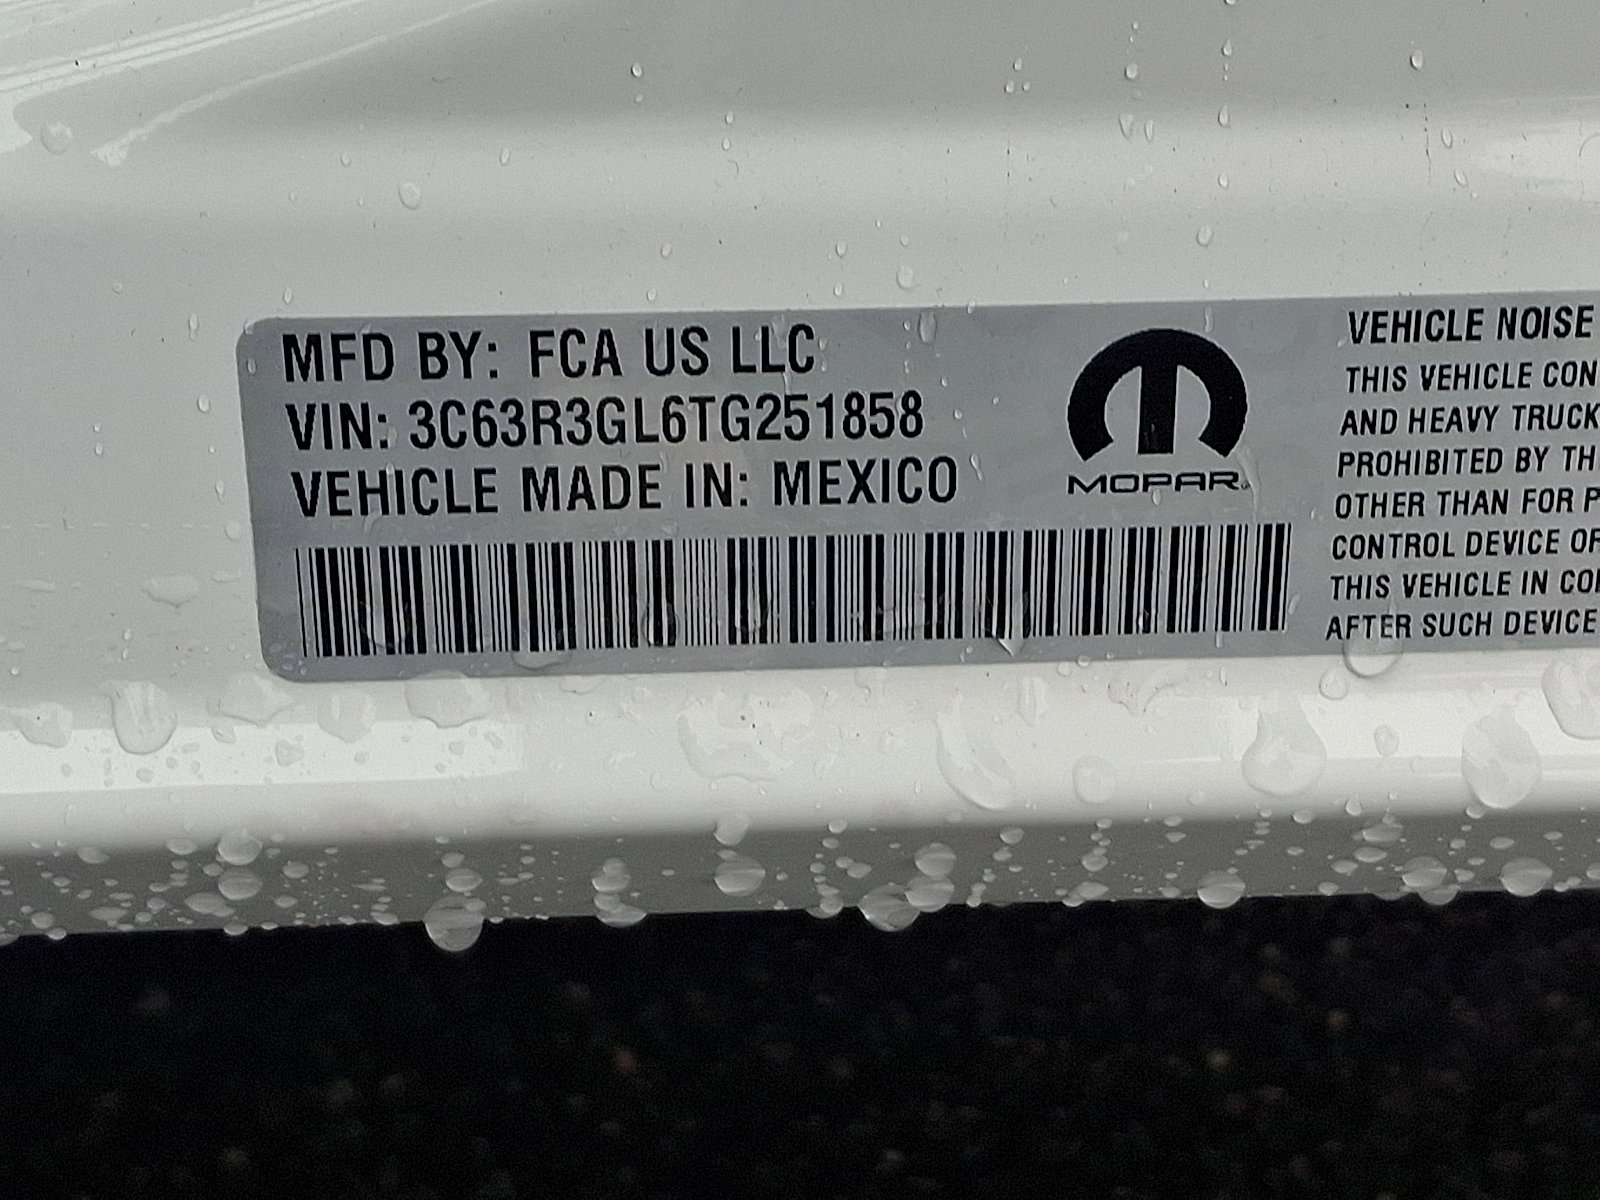 MFD BY: FCA US LLC
VIN: 3C63R3GL6TG251858
VEHICLE MADE IN: MEXICO
MOPAR
VEHICLE NOISE
THIS VEHICLE CON
AND HEAVY TRUCK
PROHIBITED BY TH
OTHER THAN FOR P
CONTROL DEVICE OR
THIS VEHICLE IN CO
AFTER SUCH DEVICE